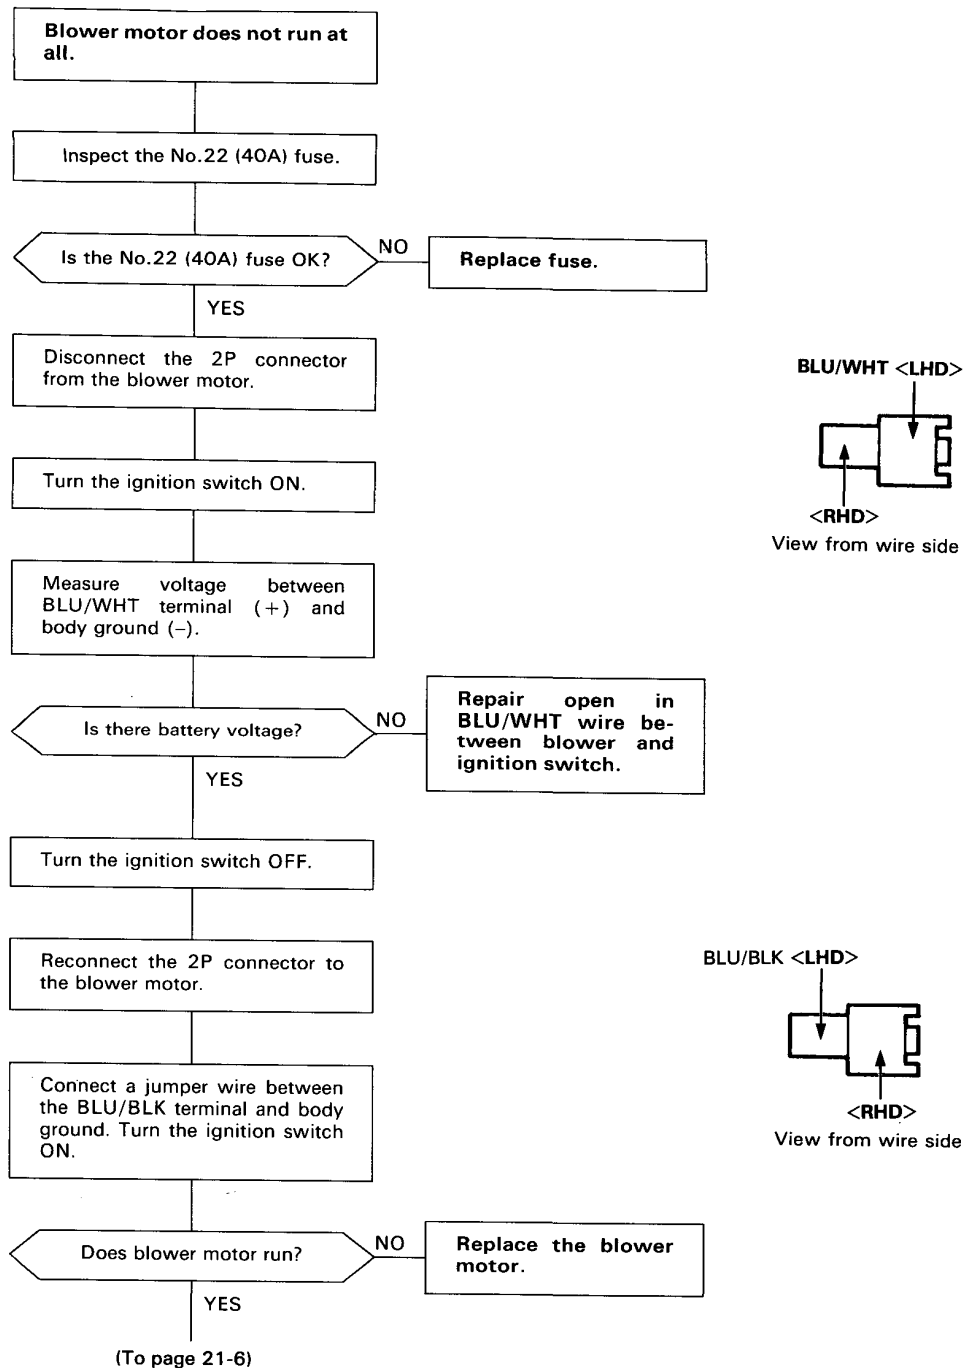 Blower motor does not run at
all.
Inspect the No.22 (40A) fuse.
Is the No.22 (40A) fuse OK?
NO
Replace fuse.
YES
Disconnect the 2P connector
from the blower motor.
BLU/WHT <LHD>
Turn the ignition switch ON.
<RHD>
View from wire side
Measure voltage between
BLU/WHT terminal (+) and
body ground (–).
Is there battery voltage?
NO
Repair open in
BLU/WHT wire be-
tween blower and
ignition switch.
YES
Turn the ignition switch OFF.
Reconnect the 2P connector to
the blower motor.
BLU/BLK <LHD>
<RHD>
View from wire side
Connect a jumper wire between
the BLU/BLK terminal and body
ground. Turn the ignition switch
ON.
Does blower motor run?
NO
Replace the blower
motor.
YES
(To page 21-6)